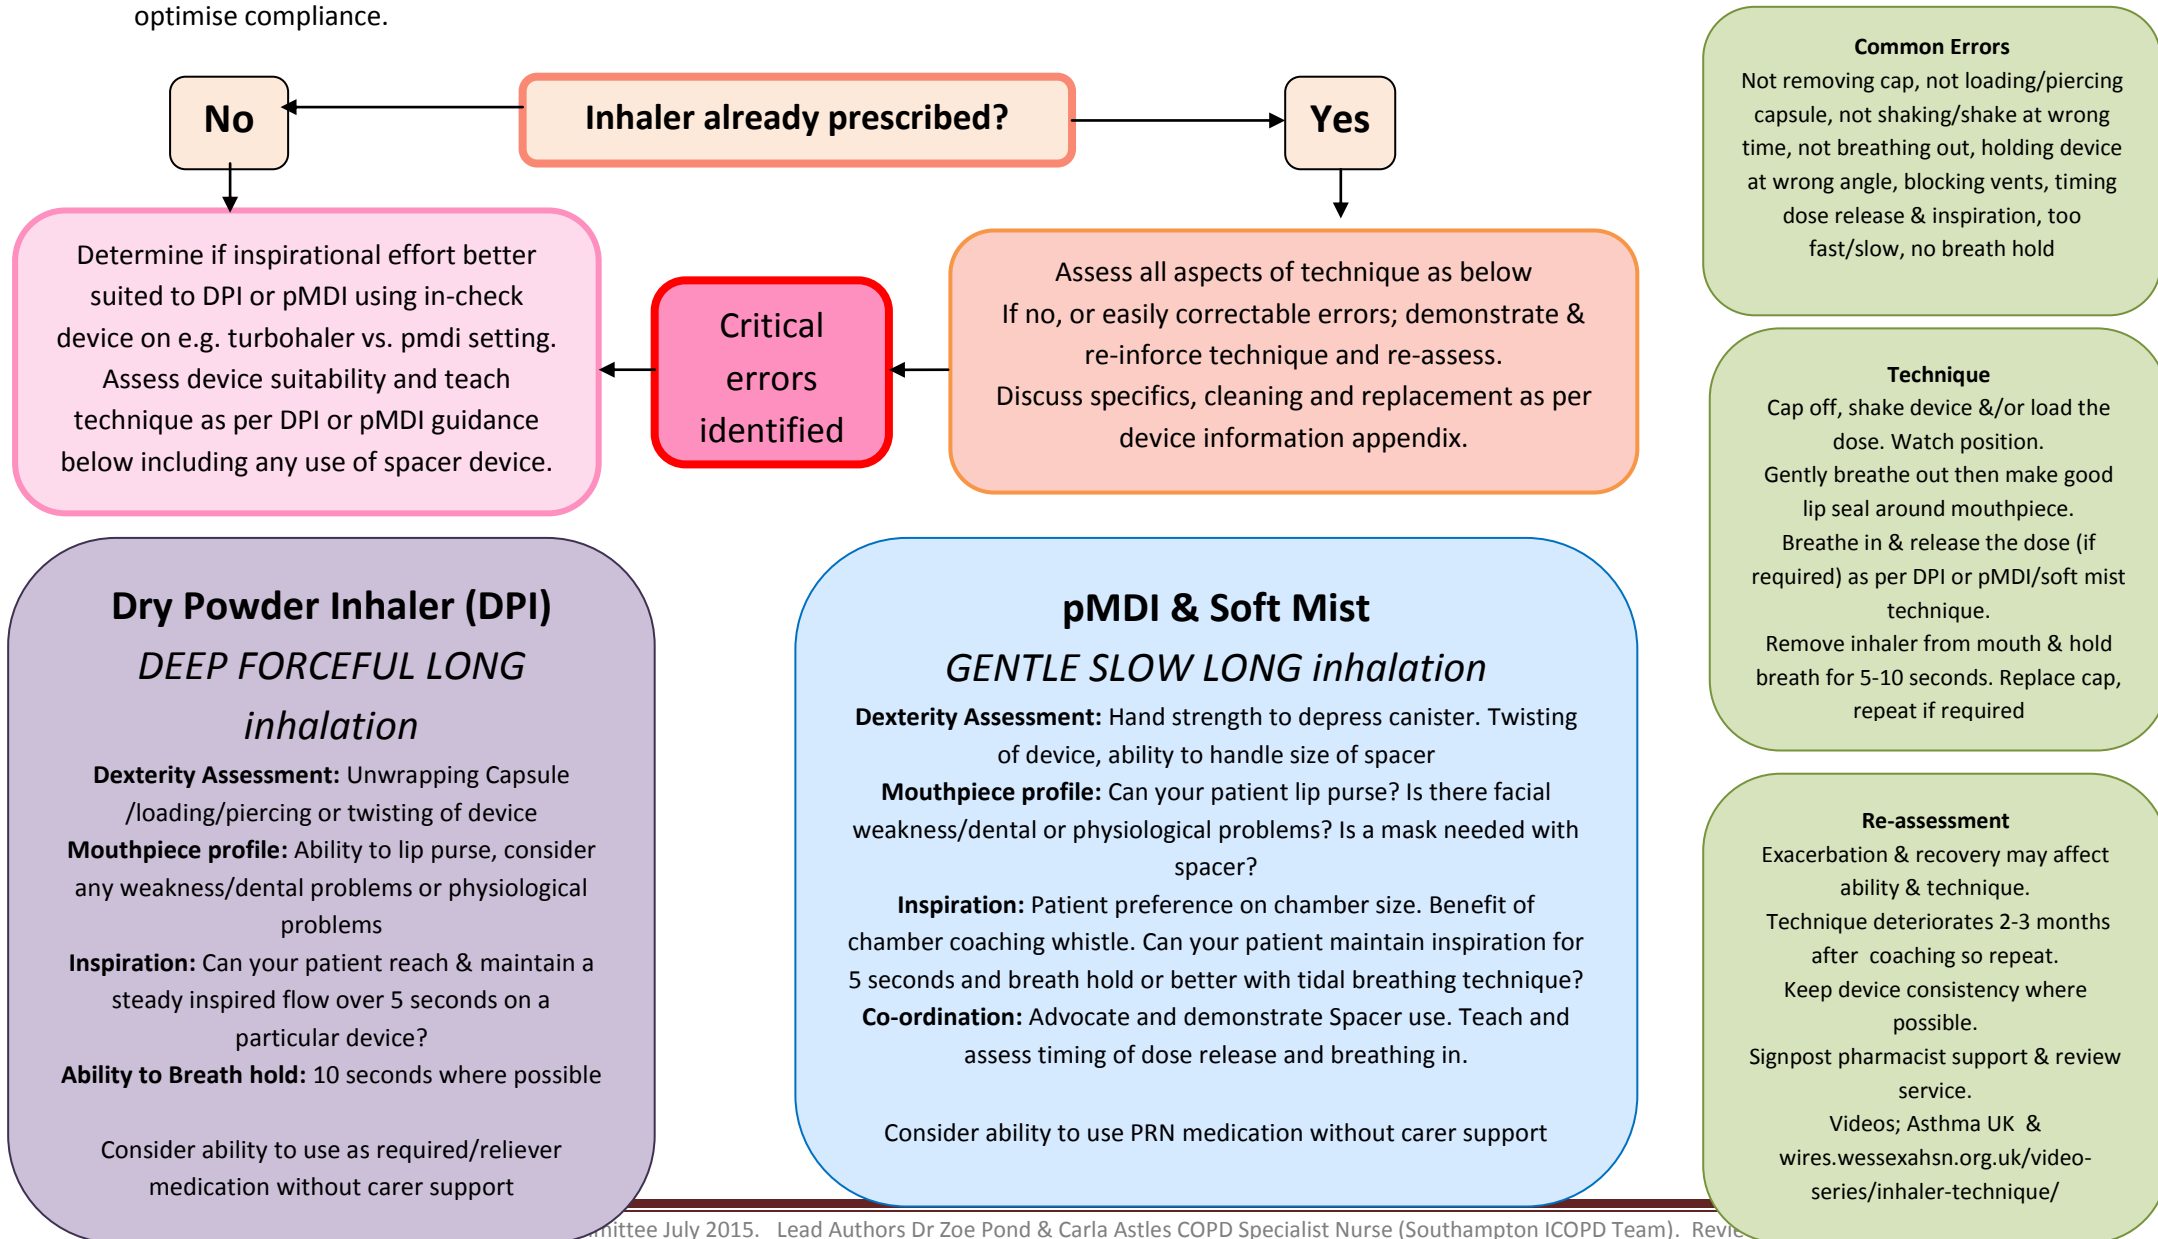 optimise compliance.
No
Inhaler already prescribed?
Yes
Determine if inspirational effort better
suited to DPI or pMDI using in-check
device on e.g. turbohaler vs. pmdi setting.
Assess device suitability and teach
technique as per DPI or pMDI guidance
below including any use of spacer device.
Critical
errors
identified
Assess all aspects of technique as below
If no, or easily correctable errors; demonstrate &
re-inforce technique and re-assess.
Discuss specifics, cleaning and replacement as per
device information appendix.
Dry Powder Inhaler (DPI)
DEEP FORCEFUL LONG
inhalation
Dexterity Assessment: Unwrapping Capsule
/loading/piercing or twisting of device
Mouthpiece profile: Ability to lip purse, consider
any weakness/dental problems or physiological
problems
Inspiration: Can your patient reach & maintain a
steady inspired flow over 5 seconds on a
particular device?
Ability to Breath hold: 10 seconds where possible
Consider ability to use as required/reliever
medication without carer support
pMDI & Soft Mist
GENTLE SLOW LONG inhalation
Dexterity Assessment: Hand strength to depress canister. Twisting
of device, ability to handle size of spacer
Mouthpiece profile: Can your patient lip purse? Is there facial
weakness/dental or physiological problems? Is a mask needed with
spacer?
Inspiration: Patient preference on chamber size. Benefit of
chamber coaching whistle. Can your patient maintain inspiration for
5 seconds and breath hold or better with tidal breathing technique?
Co-ordination: Advocate and demonstrate Spacer use. Teach and
assess timing of dose release and breathing in.
Consider ability to use PRN medication without carer support
Common Errors
Not removing cap, not loading/piercing
capsule, not shaking/shake at wrong
time, not breathing out, holding device
at wrong angle, blocking vents, timing
dose release & inspiration, too
fast/slow, no breath hold
Technique
Cap off, shake device &/or load the
dose. Watch position.
Gently breathe out then make good
lip seal around mouthpiece.
Breathe in & release the dose (if
required) as per DPI or pMDI/soft mist
technique.
Remove inhaler from mouth & hold
breath for 5-10 seconds. Replace cap,
repeat if required
Re-assessment
Exacerbation & recovery may affect
ability & technique.
Technique deteriorates 2-3 months
after coaching so repeat.
Keep device consistency where
possible.
Signpost pharmacist support & review
service.
Videos; Asthma UK &
wires.wessexahsn.org.uk/video-
series/inhaler-technique/
July 2015. Lead Authors Dr Zoe Pond & Carla Astles COPD Specialist Nurse (Southampton ICOPD Team).